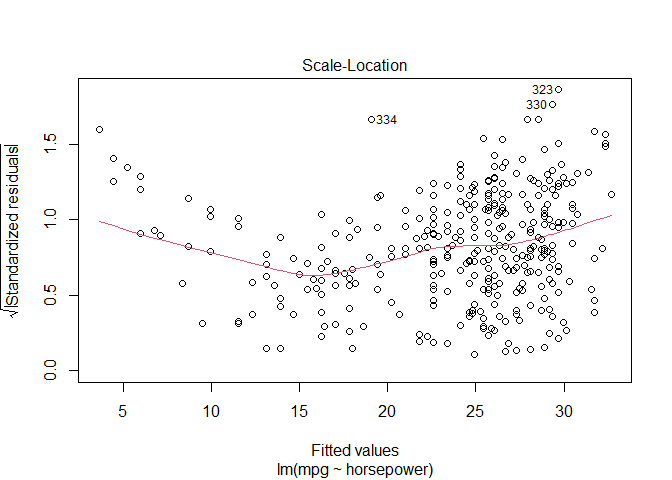 Scale-Location
323
330
334
√|Standardized residuals|
1.5
1.0
0.5
0.0
5 10 15 20 25 30
Fitted values
lm(mpg ~ horsepower)